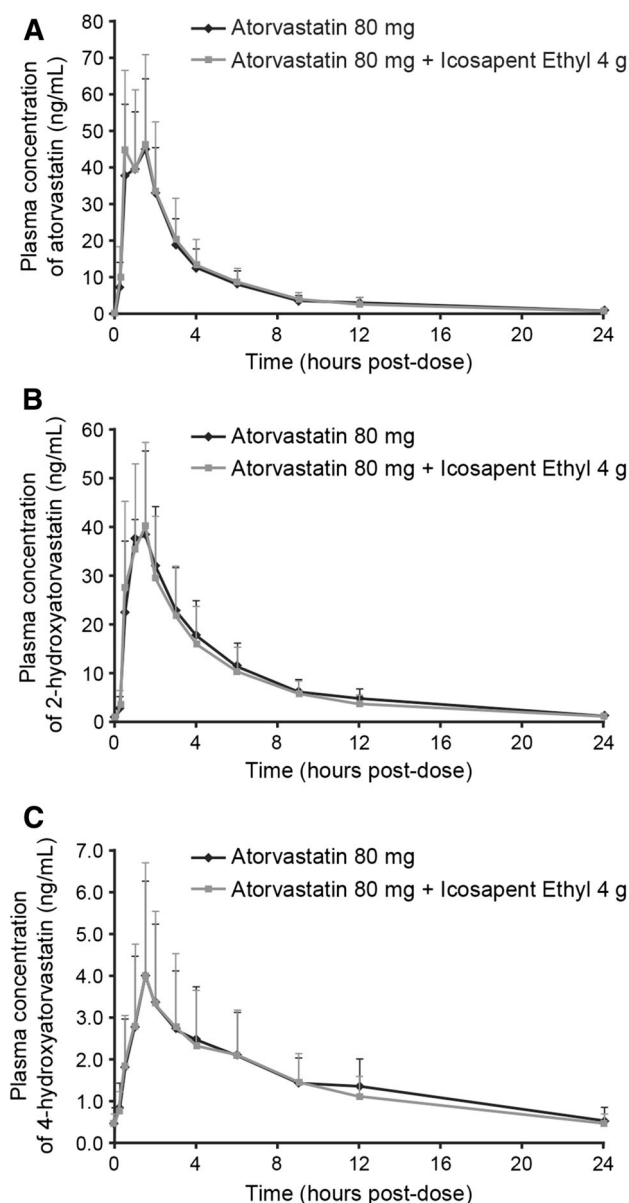 A
Atorvastatin 80 mg
Atorvastatin 80 mg + Icosapent Ethyl 4 g
Plasma concentration
of atorvastatin (ng/mL)
80
70
60
50
40
30
20
10
0
0 4 8 12 16 20 24
Time (hours post-dose)
B
Atorvastatin 80 mg
Atorvastatin 80 mg + Icosapent Ethyl 4 g
Plasma concentration
of 2-hydroxyatorvastatin (ng/mL)
60
50
40
30
20
10
0
0 4 8 12 16 20 24
Time (hours post-dose)
C
Atorvastatin 80 mg
Atorvastatin 80 mg + Icosapent Ethyl 4 g
Plasma concentration
of 4-hydroxyatorvastatin (ng/mL)
7.0
6.0
5.0
4.0
3.0
2.0
1.0
0.0
0 4 8 12 16 20 24
Time (hours post-dose)